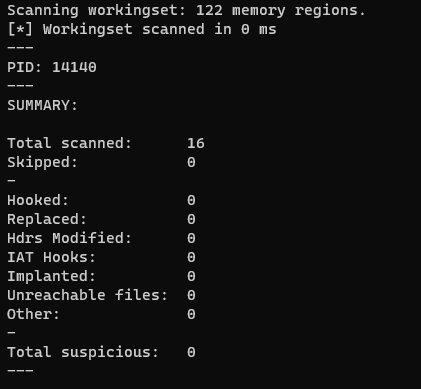 Scanning workingset: 122 memory regions.
[*] Workingset scanned in 0 ms
---
PID: 14140
---
SUMMARY:
Total scanned:      16
Skipped:            0
-
Hooked:             0
Replaced:           0
Hdrs Modified:      0
IAT Hooks:          0
Implanted:          0
Unreachable files:  0
Other:              0
-
Total suspicious:   0
---